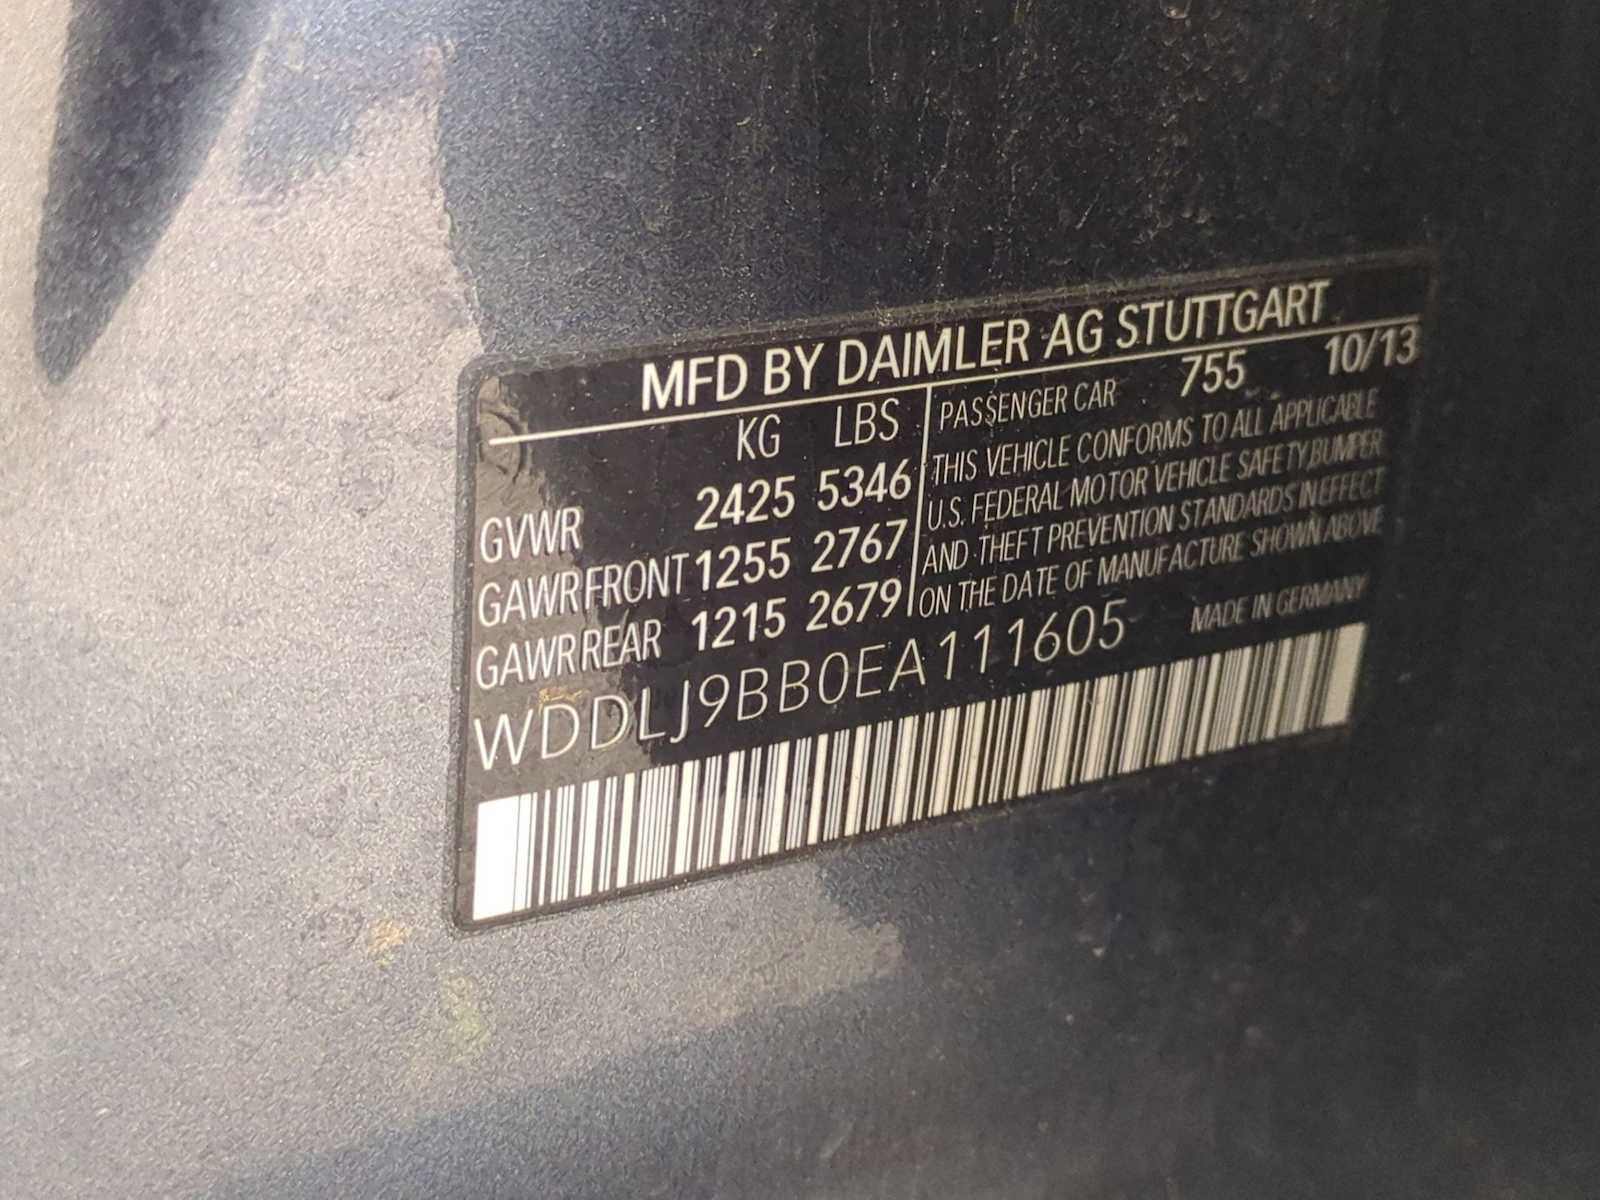 MFD BY DAIMLER AG STUTTGART
KG LBS
GVWR 2425 5346
GAWR FRONT 1255 2767
GAWR REAR 1215 2679
PASSENGER CAR 755 10/13
THIS VEHICLE CONFORMS TO ALL APPLICABLE
U.S. FEDERAL MOTOR VEHICLE SAFETY,BUMPER
AND THEFT PREVENTION STANDARDS IN EFFECT
ON THE DATE OF MANUFACTURE SHOWN ABOVE
WDDLJ9BB0EA111605
MADE IN GERMANY